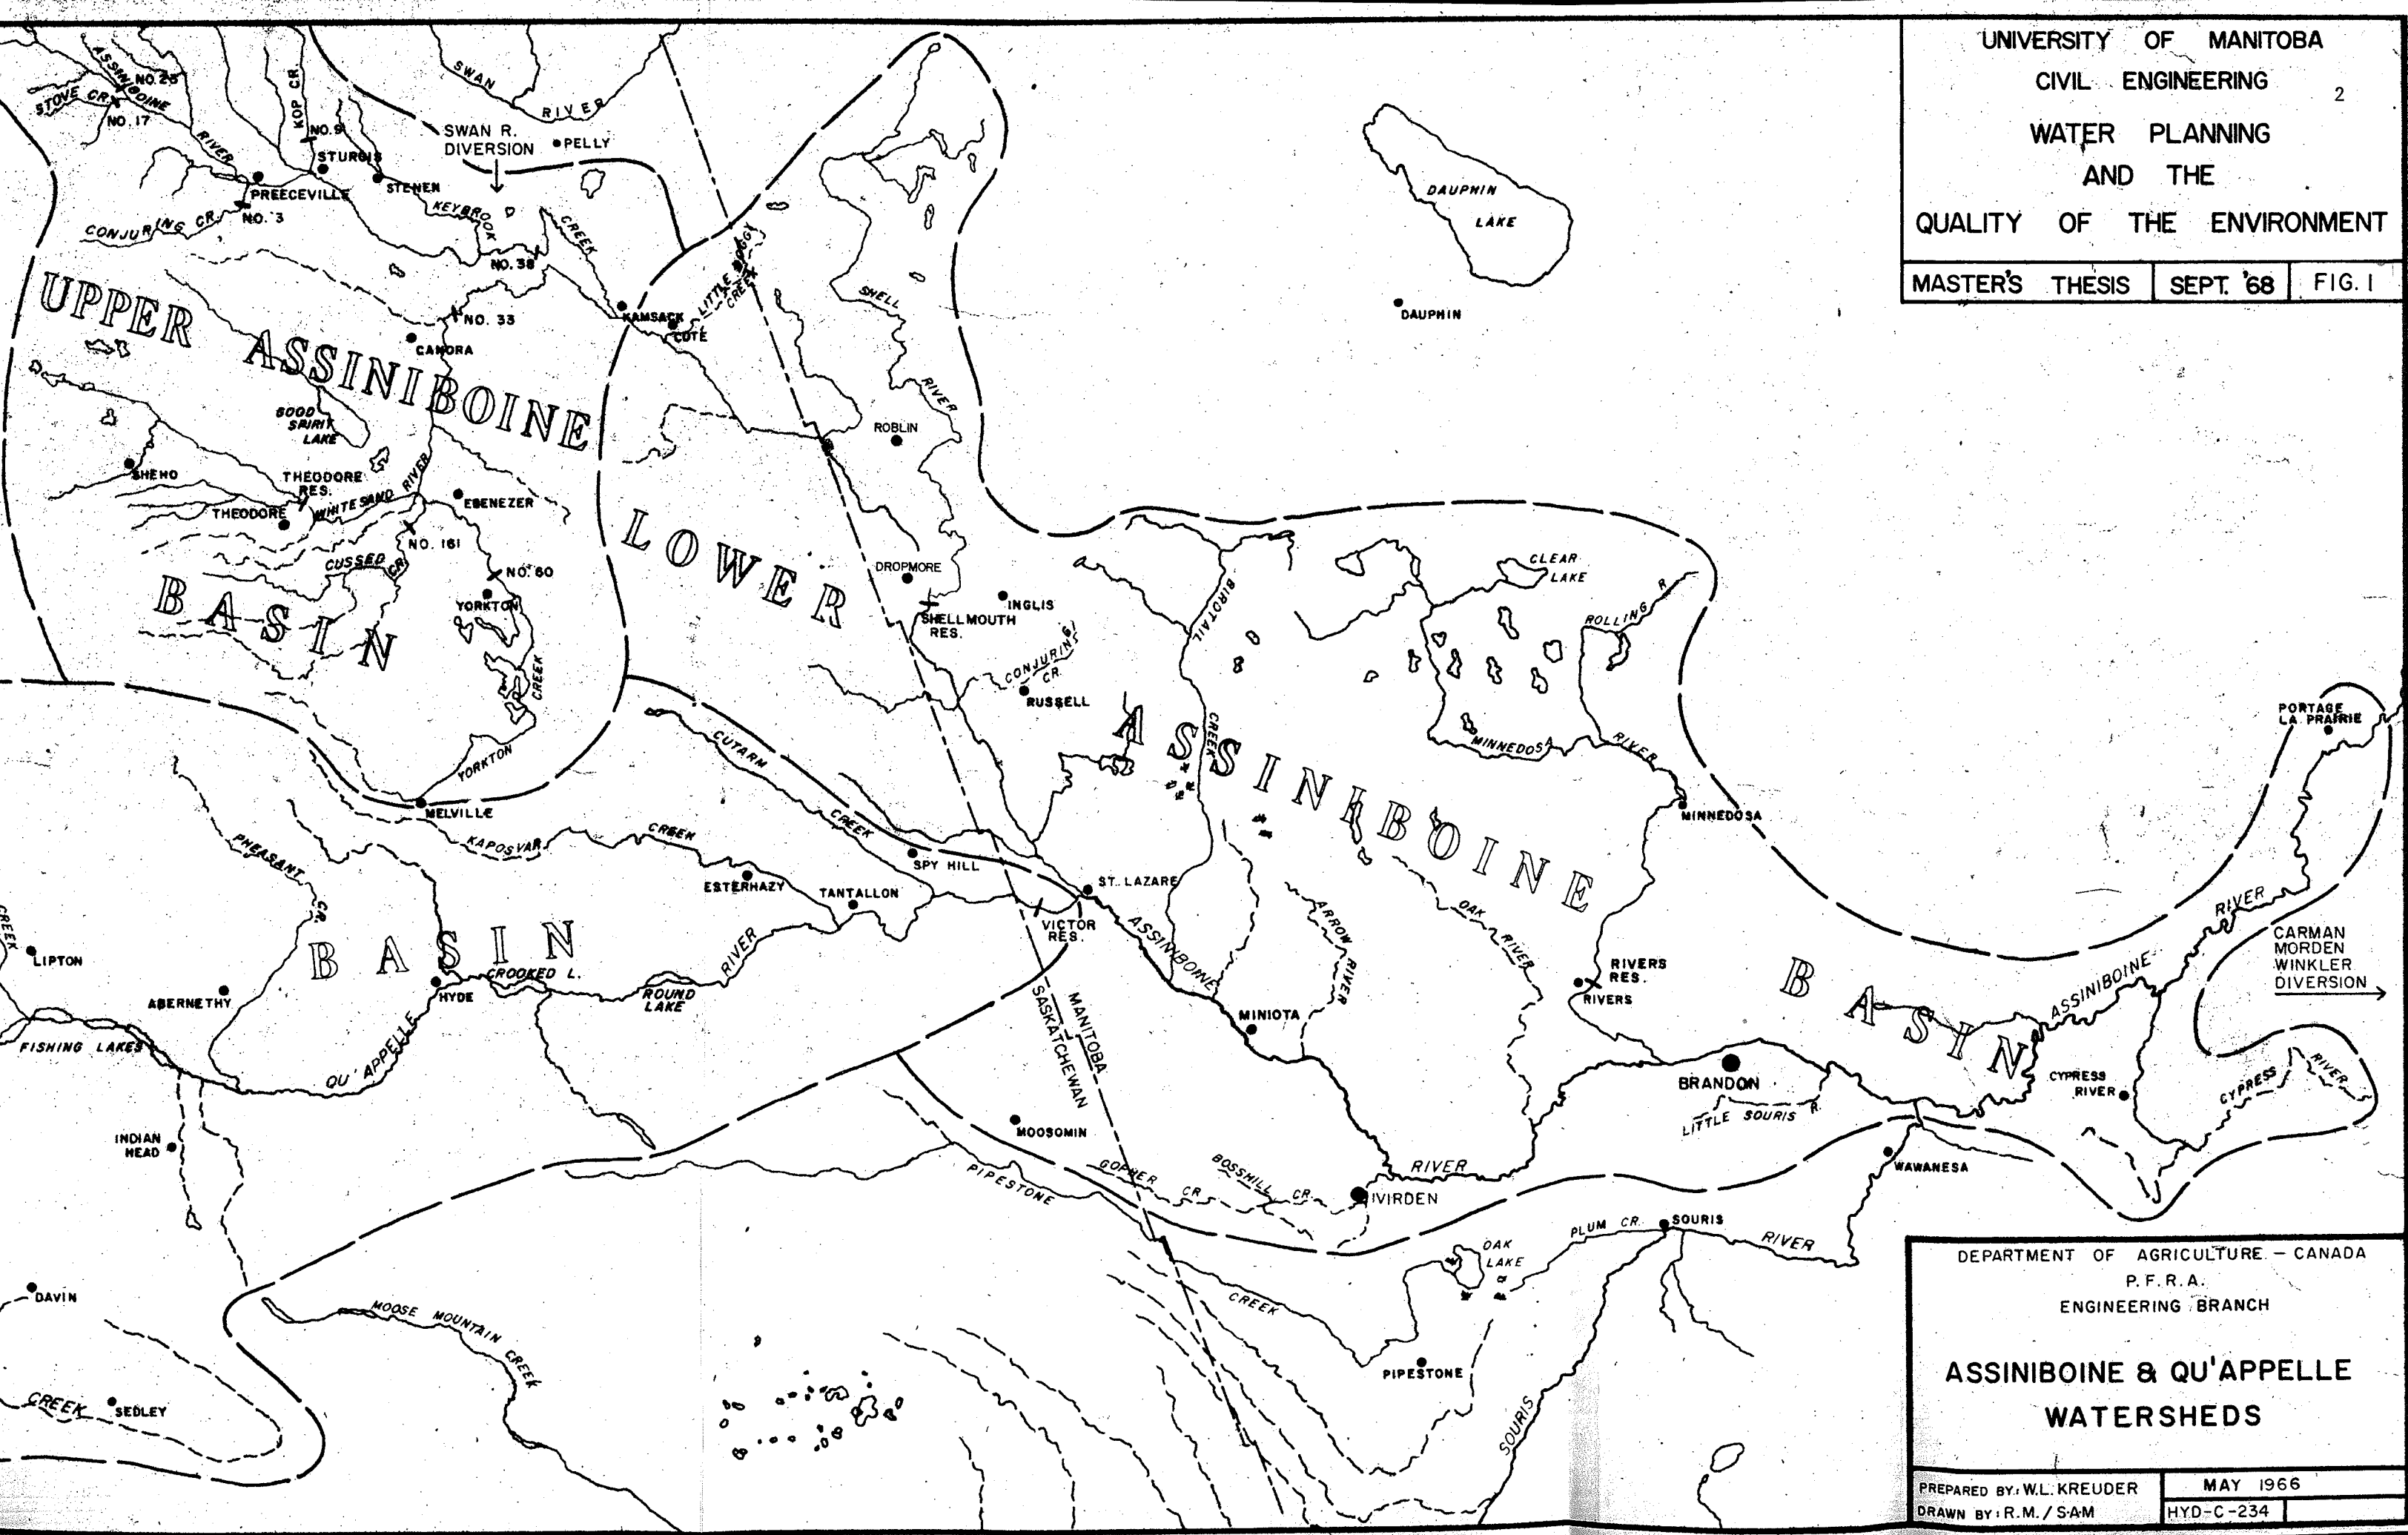 UNIVERSITY OF MANITOBA
CIVIL ENGINEERING
2
WATER PLANNING
AND THE
QUALITY OF THE ENVIRONMENT
MASTER'S THESIS
SEPT. '68
FIG. 1
ASSINIBOINE
RIVER
NO. 25
STOVE CR.
NO. 17
KOP CR.
NO. 9
STURGIS
PREECEVILLE
STENEN
CONJURING CR.
NO. 3
SWAN
RIVER
SWAN R.
DIVERSION
PELLY
KEYBROOK
CREEK
NO. 38
NO. 33
KAMSACK
COTE
LITTLE BOGGY
CREEK
CANORA
UPPER ASSINIBOINE
BASIN
GOOD
SPIRIT
LAKE
SHEHO
THEODORE
RES.
THEODORE
WHITESAND
RIVER
EBENEZER
NO. 161
CUSSED
CR.
NO. 60
YORKTON
CREEK
YORKTON
MELVILLE
SHELL
RIVER
ROBLIN
DAUPHIN
LAKE
DAUPHIN
LOWER
ASSINIBOINE
BASIN
DROPMORE
INGLIS
SHELLMOUTH
RES.
CONJURING
CR.
RUSSELL
BIRDTAIL
CREEK
CLEAR
LAKE
ROLLING R.
MINNEDOSA
RIVER
MINNEDOSA
PORTAGE
LA PRAIRIE
CUTARM
CREEK
SPY HILL
KAPOSVAR
CREEK
ESTERHAZY
TANTALLON
ST. LAZARE
VICTOR
RES.
ASSINIBOINE
PHEASANT
CR.
BASIN
CREEK
LIPTON
ABERNETHY
HYDE
CROOKED L.
ROUND
LAKE
RIVER
QU'APPELLE
FISHING LAKES
INDIAN
HEAD
ARROW
RIVER
OAK
RIVER
MINIOTA
RIVERS
RES.
RIVERS
MANITOBA
SASKATCHEWAN
BRANDON
LITTLE SOURIS R.
ASSINIBOINE
RIVER
CARMAN
MORDEN
WINKLER
DIVERSION
CYPRESS
RIVER
CYPRESS
RIVER
WAWANESA
MOOSOMIN
PIPESTONE
GOPHER
CR.
BOSSHILL
CR.
VIRDEN
RIVER
CREEK
OAK
LAKE
PLUM CR.
SOURIS
RIVER
PIPESTONE
SOURIS
DAVIN
MOOSE MOUNTAIN
CREEK
CREEK
SEDLEY
DEPARTMENT OF AGRICULTURE – CANADA
P.F.R.A.
ENGINEERING BRANCH
ASSINIBOINE & QU'APPELLE
WATERSHEDS
PREPARED BY: W.L. KREUDER
MAY 1966
DRAWN BY: R.M./S.A.M
HYD-C-234